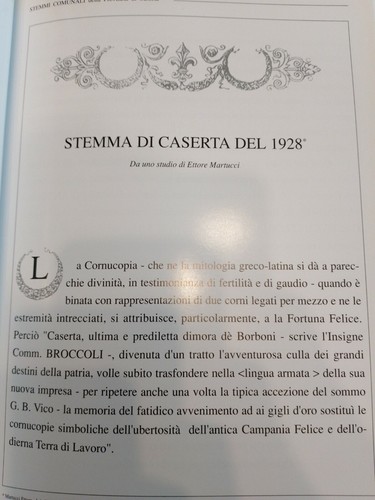 STEMMI COMUNALI
STEMMA DI CASERTA DEL 1928*
Da uno studio di Ettore Martucci
La Cornucopia - che ne la mitologia greco-latina si dà a parec-
chie divinità, in testimonianza di fertilità e di gaudio - quando è
binata con rappresentazioni di due corni legati per mezzo e ne le
estremità intrecciati, si attribuisce, particolarmente, a la Fortuna Felice.
Perciò "Caserta, ultima e prediletta dimora dè Borboni - scrive l'Insigne
Comm. BROCCOLI -, divenuta d'un tratto l'avventurosa culla dei grandi
destini della patria, volle subito trasfondere nella <lingua armata > della sua
nuova impresa - per ripetere anche una volta la tipica accezione del sommo
G. B. Vico - la memoria del fatidico avvenimento ad ai gigli d'oro sostituì le
cornucopie simboliche dell'ubertosità dell'antica Campania Felice e dell'o-
dierna Terra di Lavoro".